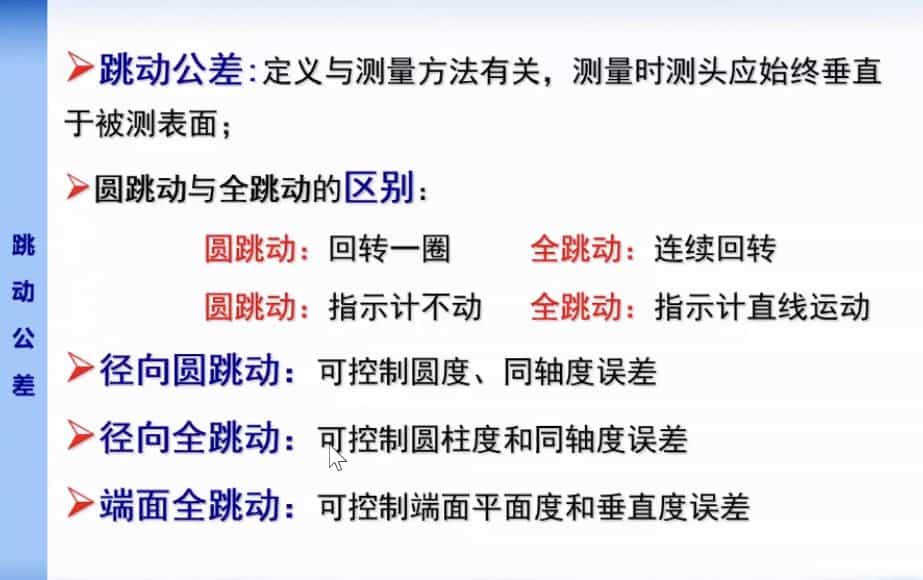 跳动公差
跳动公差:定义与测量方法有关，测量时测头应始终垂直
于被测表面；
圆跳动与全跳动的区别：
圆跳动：回转一圈 全跳动：连续回转
圆跳动：指示计不动 全跳动：指示计直线运动
径向圆跳动：可控制圆度、同轴度误差
径向全跳动：可控制圆柱度和同轴度误差
端面全跳动：可控制端面平面度和垂直度误差